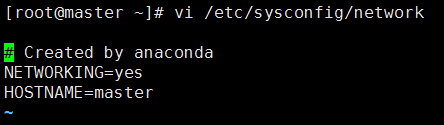 [root@master ~]# vi /etc/sysconfig/network
# Created by anaconda
NETWORKING=yes
HOSTNAME=master
~